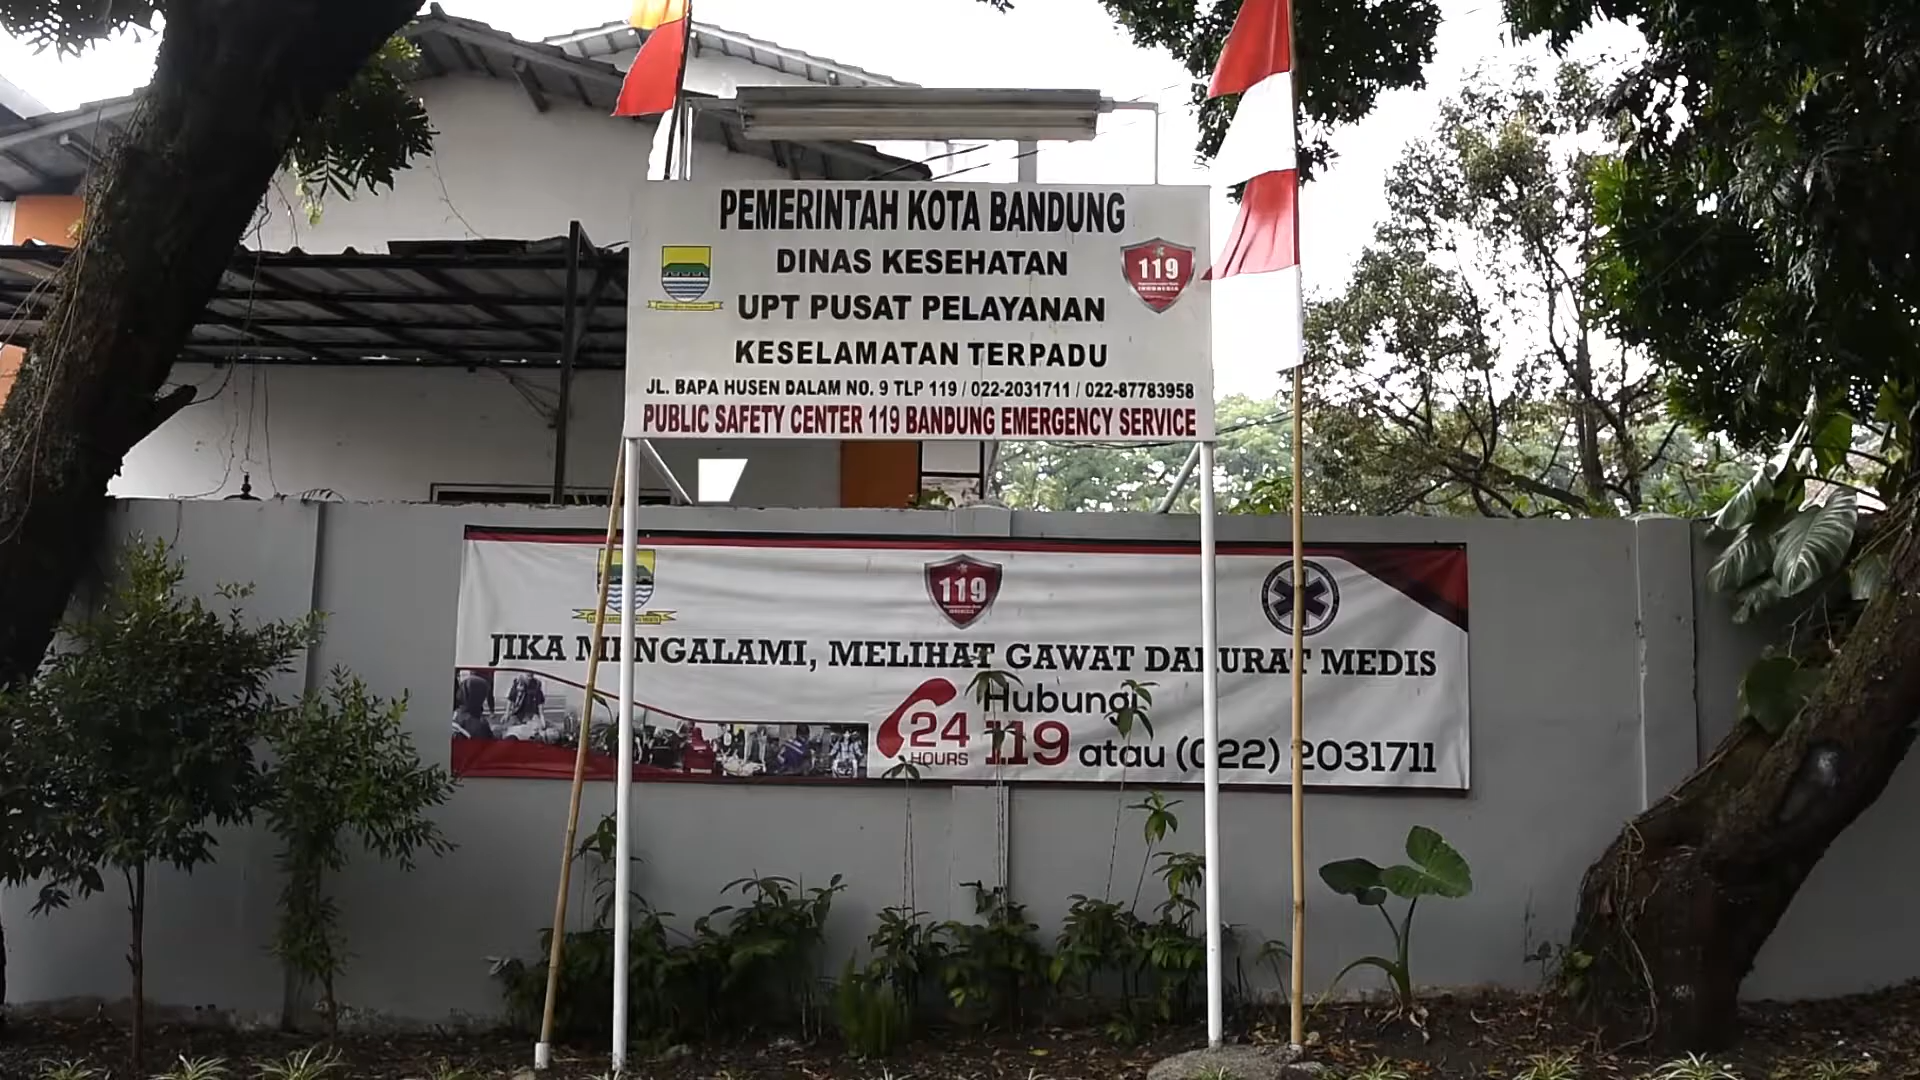 PEMERINTAH KOTA BANDUNG
DINAS KESEHATAN
UPT PUSAT PELAYANAN
KESELAMATAN TERPADU
JL. BAPA HUSEN DALAM NO. 9 TLP 119 / 022-2031711 / 022-87783958
PUBLIC SAFETY CENTER 119 BANDUNG EMERGENCY SERVICE
119
INDONESIA
119
JIKA MENGALAMI, MELIHAT GAWAT DARURAT MEDIS
Hubungi
24 HOURS 119 atau (022) 2031711